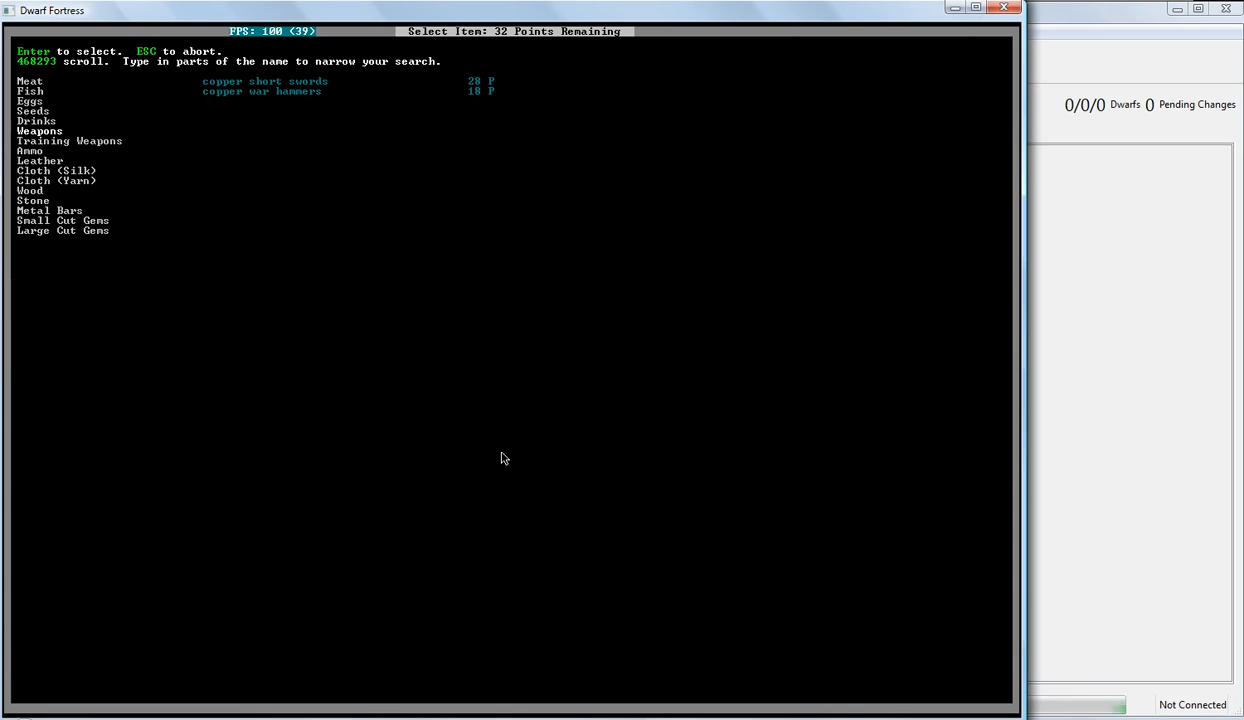 Dwarf Fortress
FPS: 100 (39)
Select Item: 32 Points Remaining
Enter to select. ESC to abort.
468293 scroll. Type in parts of the name to narrow your search.
Meat copper short swords 28 P
Fish copper war hammers 18 P
Eggs
Seeds
Drinks
Weapons
Training Weapons
Ammo
Leather
Cloth (Silk)
Cloth (Yarn)
Wood
Stone
Metal Bars
Small Cut Gems
Large Cut Gems
0/0/0 Dwarfs 0 Pending Changes
Not Connected